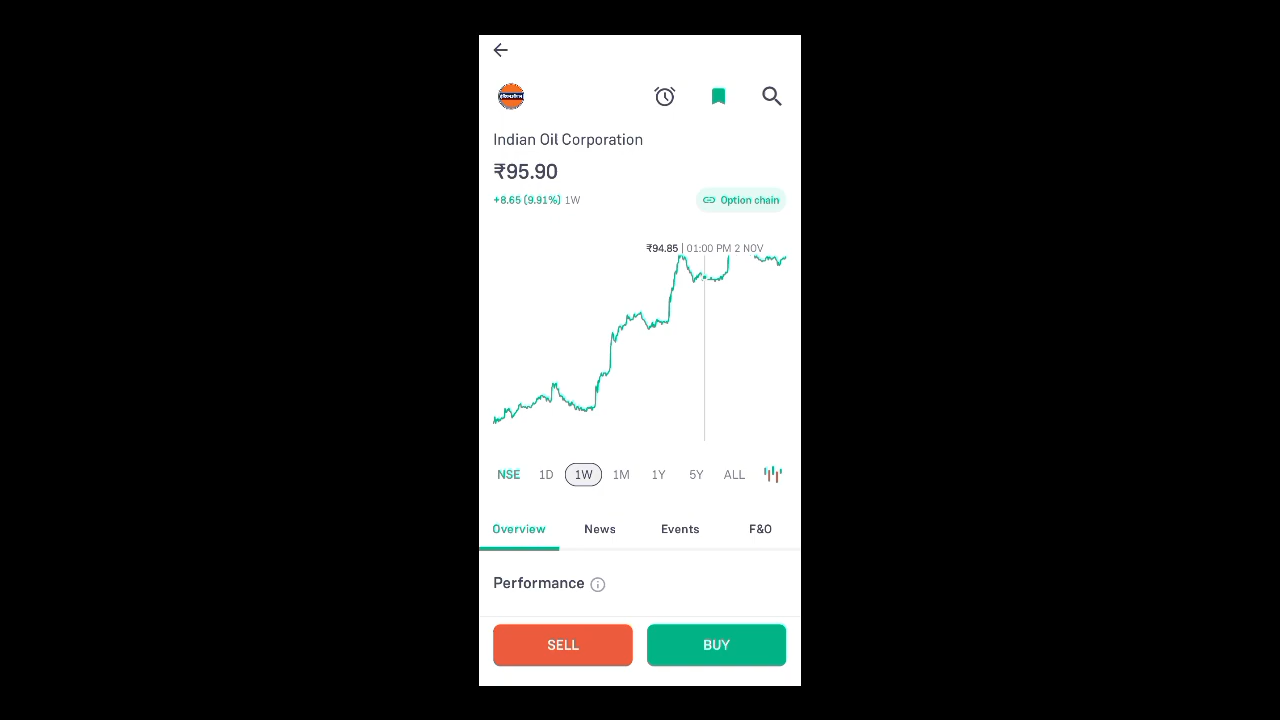 इंडियनऑयल
Indian Oil Corporation
₹95.90
+8.65 (9.91%) 1W
Option chain
₹94.85 | 01:00 PM 2 NOV
NSE 1D 1W 1M 1Y 5Y ALL
Overview News Events F&O
Performance
SELL BUY